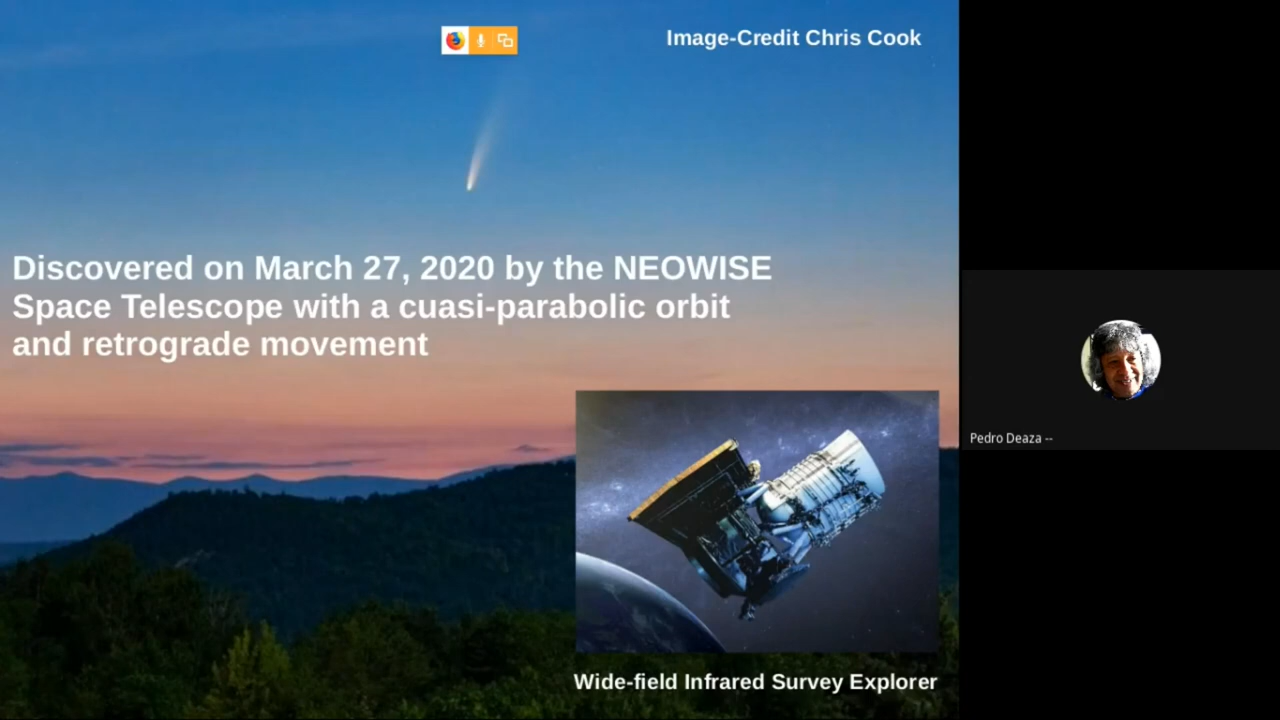 Image-Credit Chris Cook
Discovered on March 27, 2020 by the NEOWISE
Space Telescope with a cuasi-parabolic orbit
and retrograde movement
Pedro Deaza --
Wide-field Infrared Survey Explorer